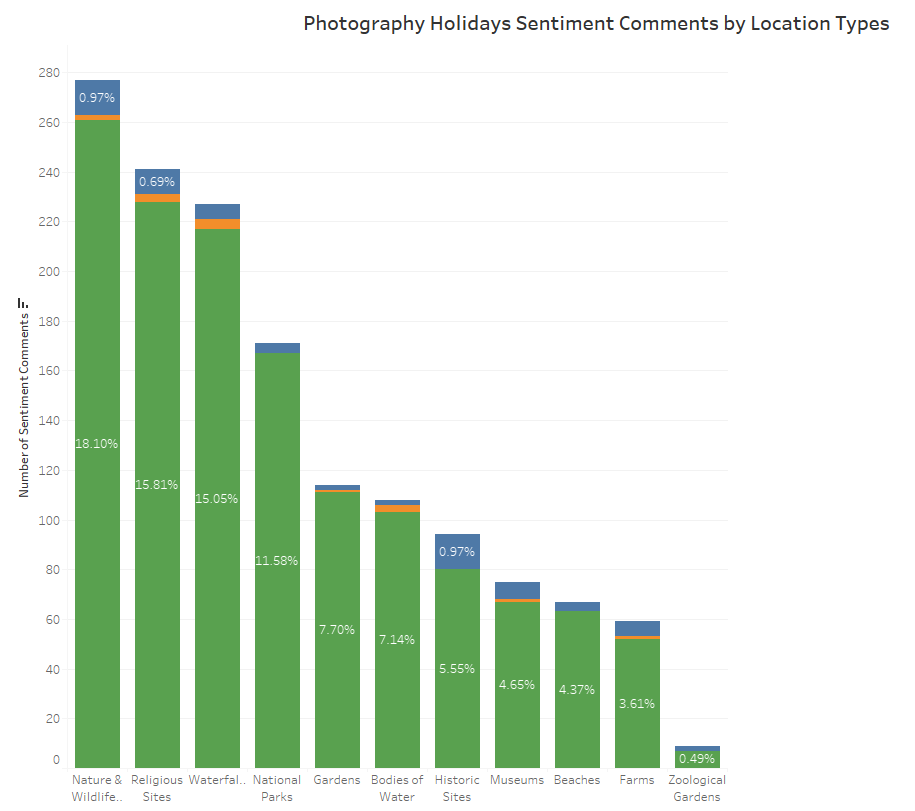 Photography Holidays Sentiment Comments by Location Types
Number of Sentiment Comments
280
260
240
220
200
180
160
140
120
100
80
60
40
20
0
0.97%
18.10%
0.69%
15.81%
15.05%
11.58%
7.70%
7.14%
0.97%
5.55%
4.65%
4.37%
3.61%
0.49%
Nature &
Wildlife..
Religious
Sites
Waterfal..
National
Parks
Gardens
Bodies of
Water
Historic
Sites
Museums
Beaches
Farms
Zoological
Gardens